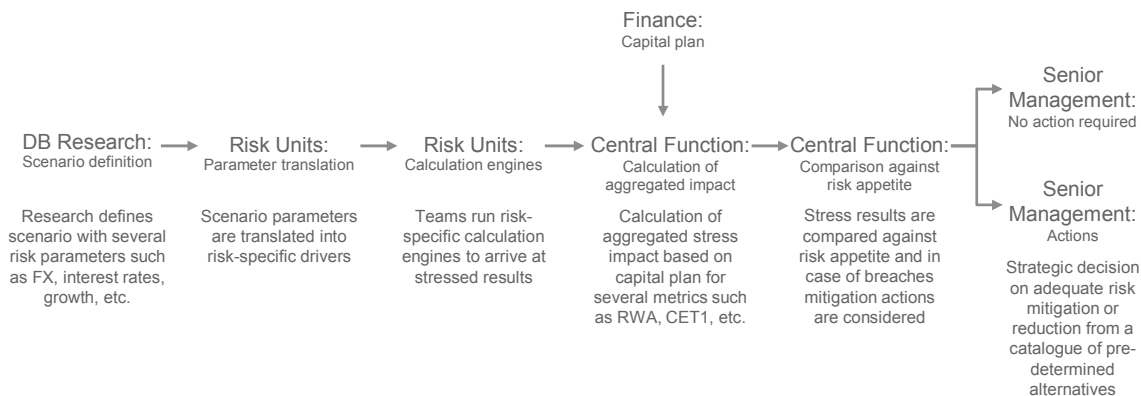 Finance:
Capital plan
DB Research:
Scenario definition
Research defines
scenario with several
risk parameters such
as FX, interest rates,
growth, etc.
Risk Units:
Parameter translation
Scenario parameters
are translated into
risk-specific drivers
Risk Units:
Calculation engines
Teams run risk-
specific calculation
engines to arrive at
stressed results
Central Function:
Calculation of
aggregated impact
Calculation of
aggregated stress
impact based on
capital plan for
several metrics such
as RWA, CET1, etc.
Central Function:
Comparison against
risk appetite
Stress results are
compared against
risk appetite and in
case of breaches
mitigation actions
are considered
Senior
Management:
No action required
Senior
Management:
Actions
Strategic decision
on adequate risk
mitigation or
reduction from a
catalogue of pre-
determined
alternatives